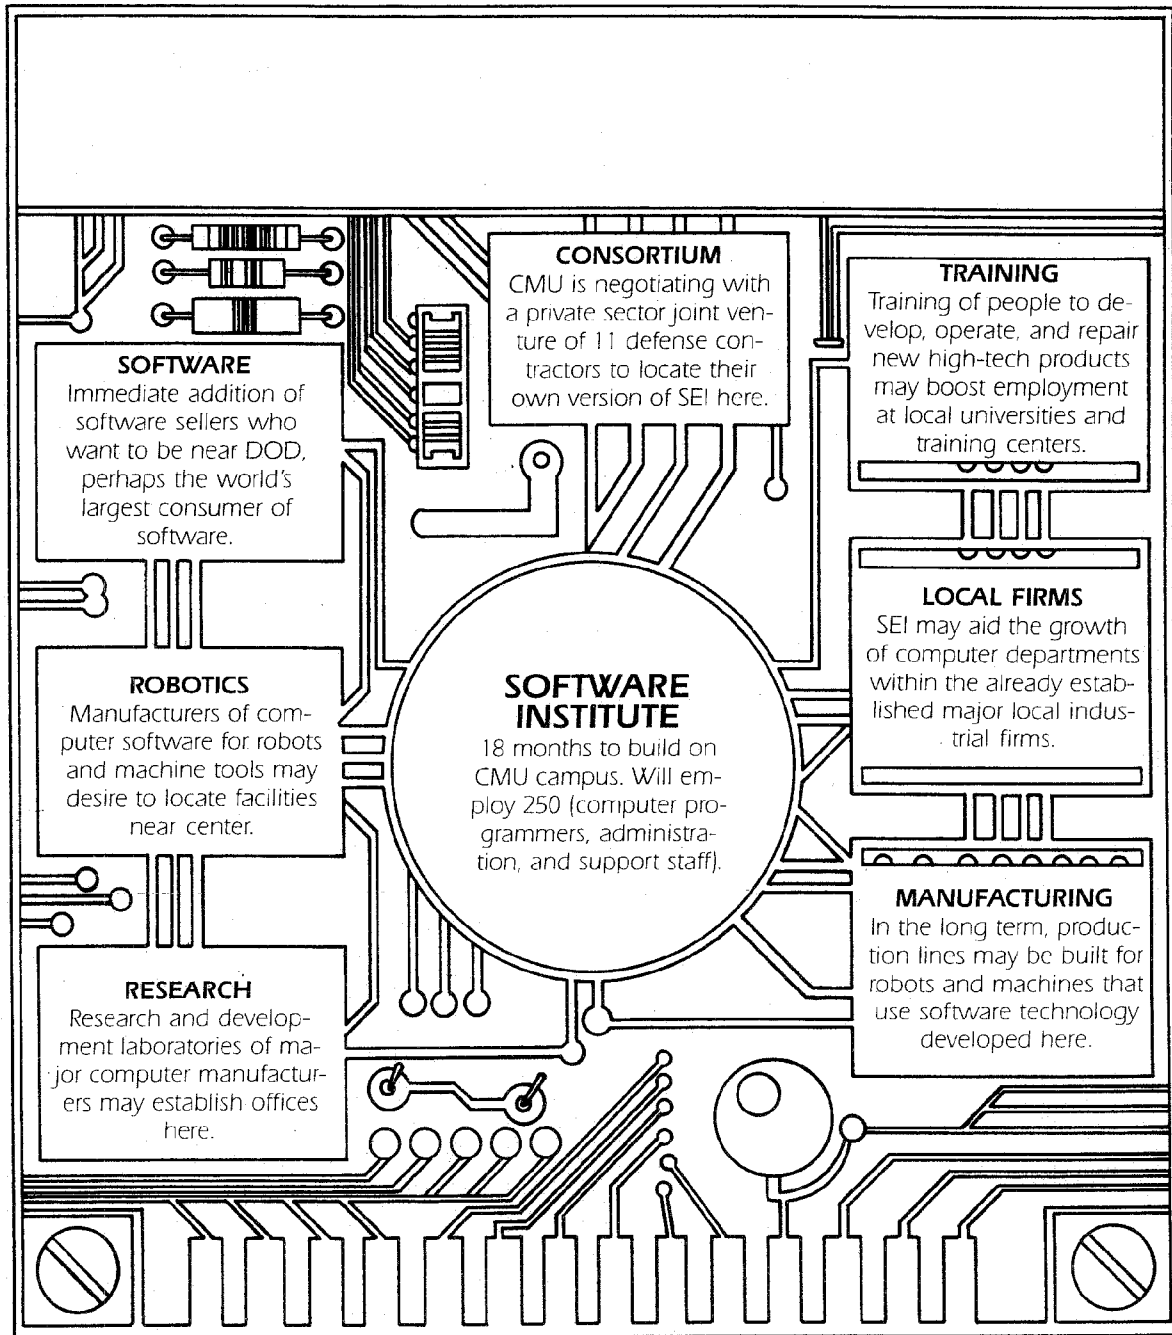 CONSORTIUM
CMU is negotiating with
a private sector joint ven-
ture of 11 defense con-
tractors to locate their
own version of SEI here.
TRAINING
Training of people to de-
velop, operate, and repair
new high-tech products
may boost employment
at local universities and
training centers.
SOFTWARE
Immediate addition of
software sellers who
want to be near DOD,
perhaps the world's
largest consumer of
software.
LOCAL FIRMS
SEI may aid the growth
of computer departments
within the already estab-
lished major local indus-
trial firms.
ROBOTICS
Manufacturers of com-
puter software for robots
and machine tools may
desire to locate facilities
near center.
SOFTWARE
INSTITUTE
18 months to build on
CMU campus. Will em-
ploy 250 (computer pro-
grammers, administra-
tion, and support staff).
MANUFACTURING
In the long term, produc-
tion lines may be built for
robots and machines that
use software technology
developed here.
RESEARCH
Research and develop-
ment laboratories of ma-
jor computer manufactur-
ers may establish offices
here.